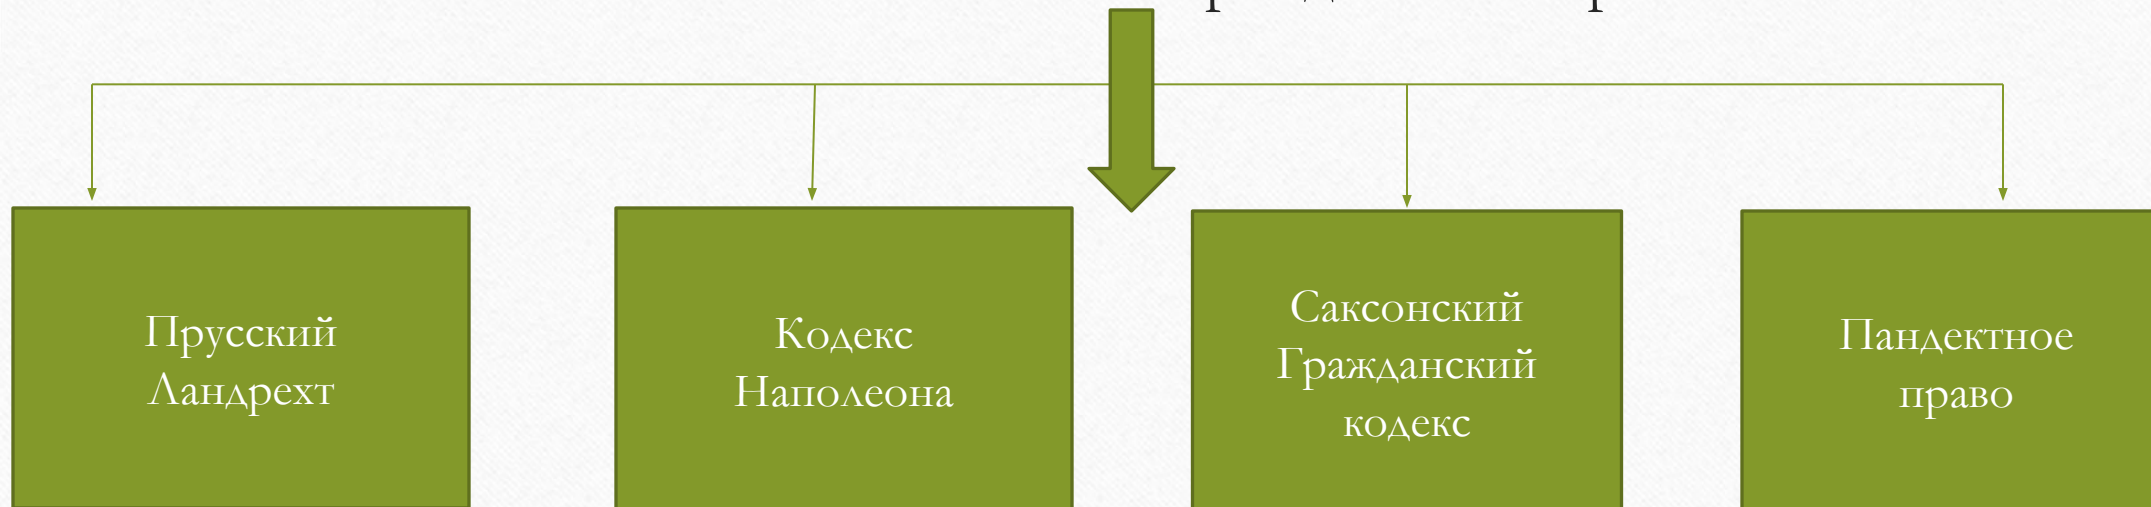 Прусский
Ландрехт
Кодекс
Наполеона
Саксонский
Гражданский
кодекс
Пандектное
право